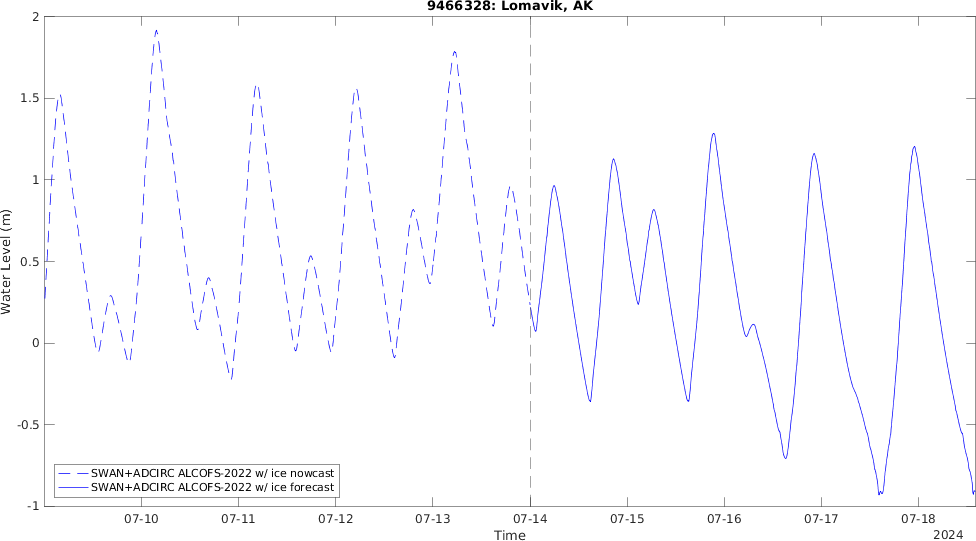 9466328: Lomavik, AK
2
1.5
1
0.5
0
-0.5
-1
Water Level (m)
SWAN+ADCIRC ALCOFS-2022 w/ ice nowcast
SWAN+ADCIRC ALCOFS-2022 w/ ice forecast
07-10 07-11 07-12 07-13 07-14 07-15 07-16 07-17 07-18
Time
2024